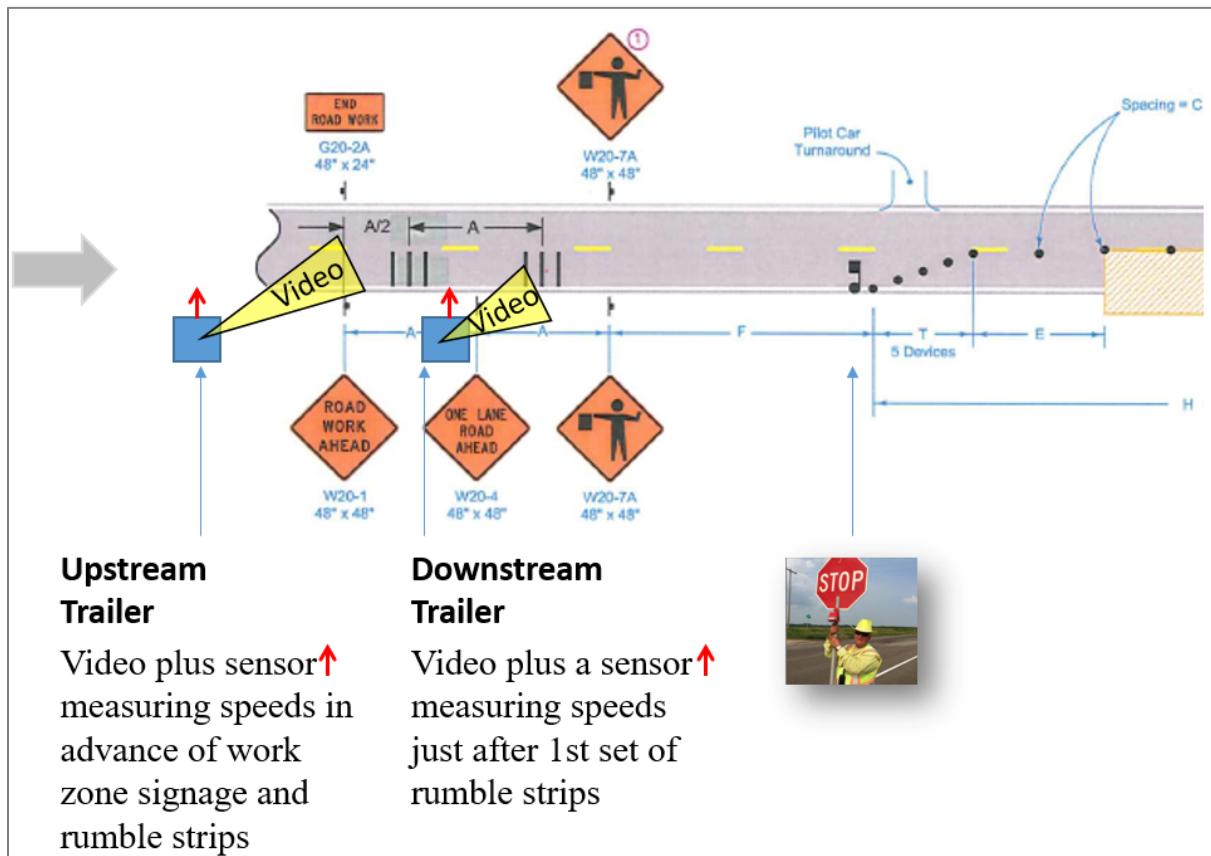 1
END
ROAD WORK
G20-2A
48" x 24"
W20-7A
48" x 48"
Spacing = C
Pilot Car
Turnaround
A/2
A
Video
Video
A
A
F
T
E
5 Devices
H
ROAD
WORK
AHEAD
ONE LANE
ROAD
AHEAD
W20-1
48" x 48"
W20-4
48" x 48"
W20-7A
48" x 48"
Upstream
Trailer
Video plus sensor
measuring speeds in
advance of work
zone signage and
rumble strips
Downstream
Trailer
Video plus a sensor
measuring speeds
just after 1st set of
rumble strips
STOP